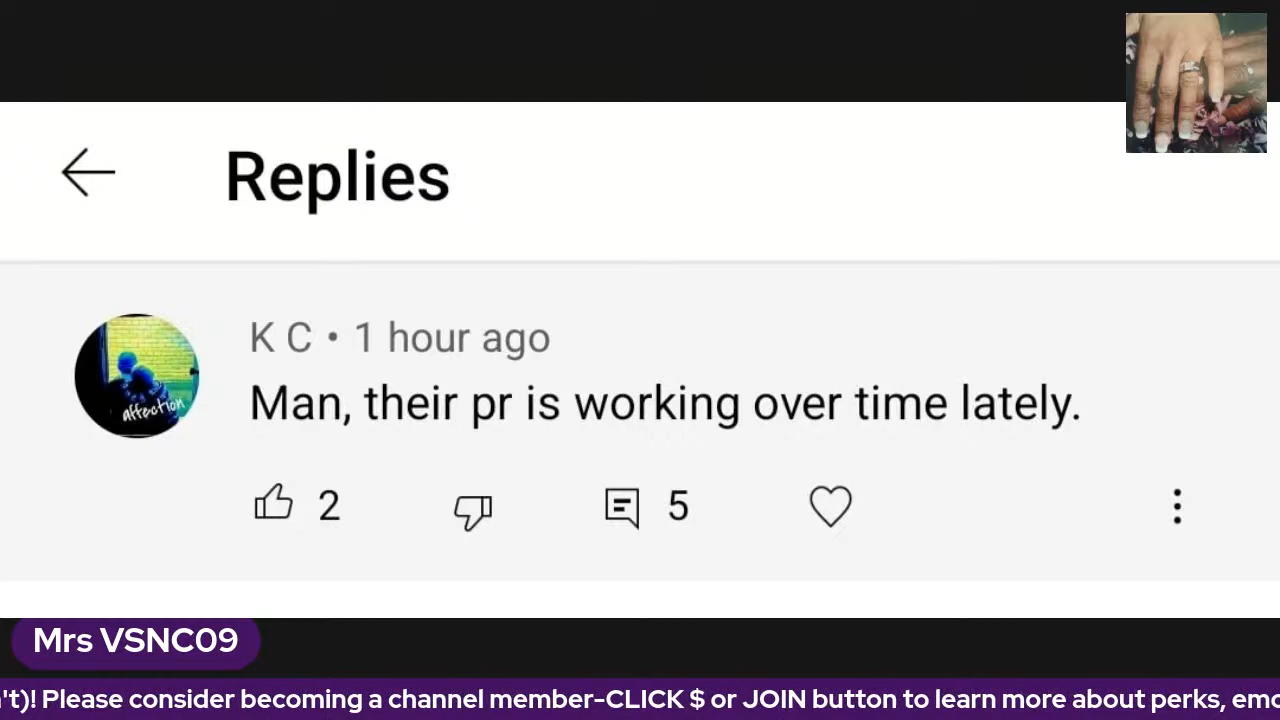 Replies
K C • 1 hour ago
affection
Man, their pr is working over time lately.
2
5
Mrs VSNC09
't)! Please consider becoming a channel member-CLICK $ or JOIN button to learn more about perks, emo